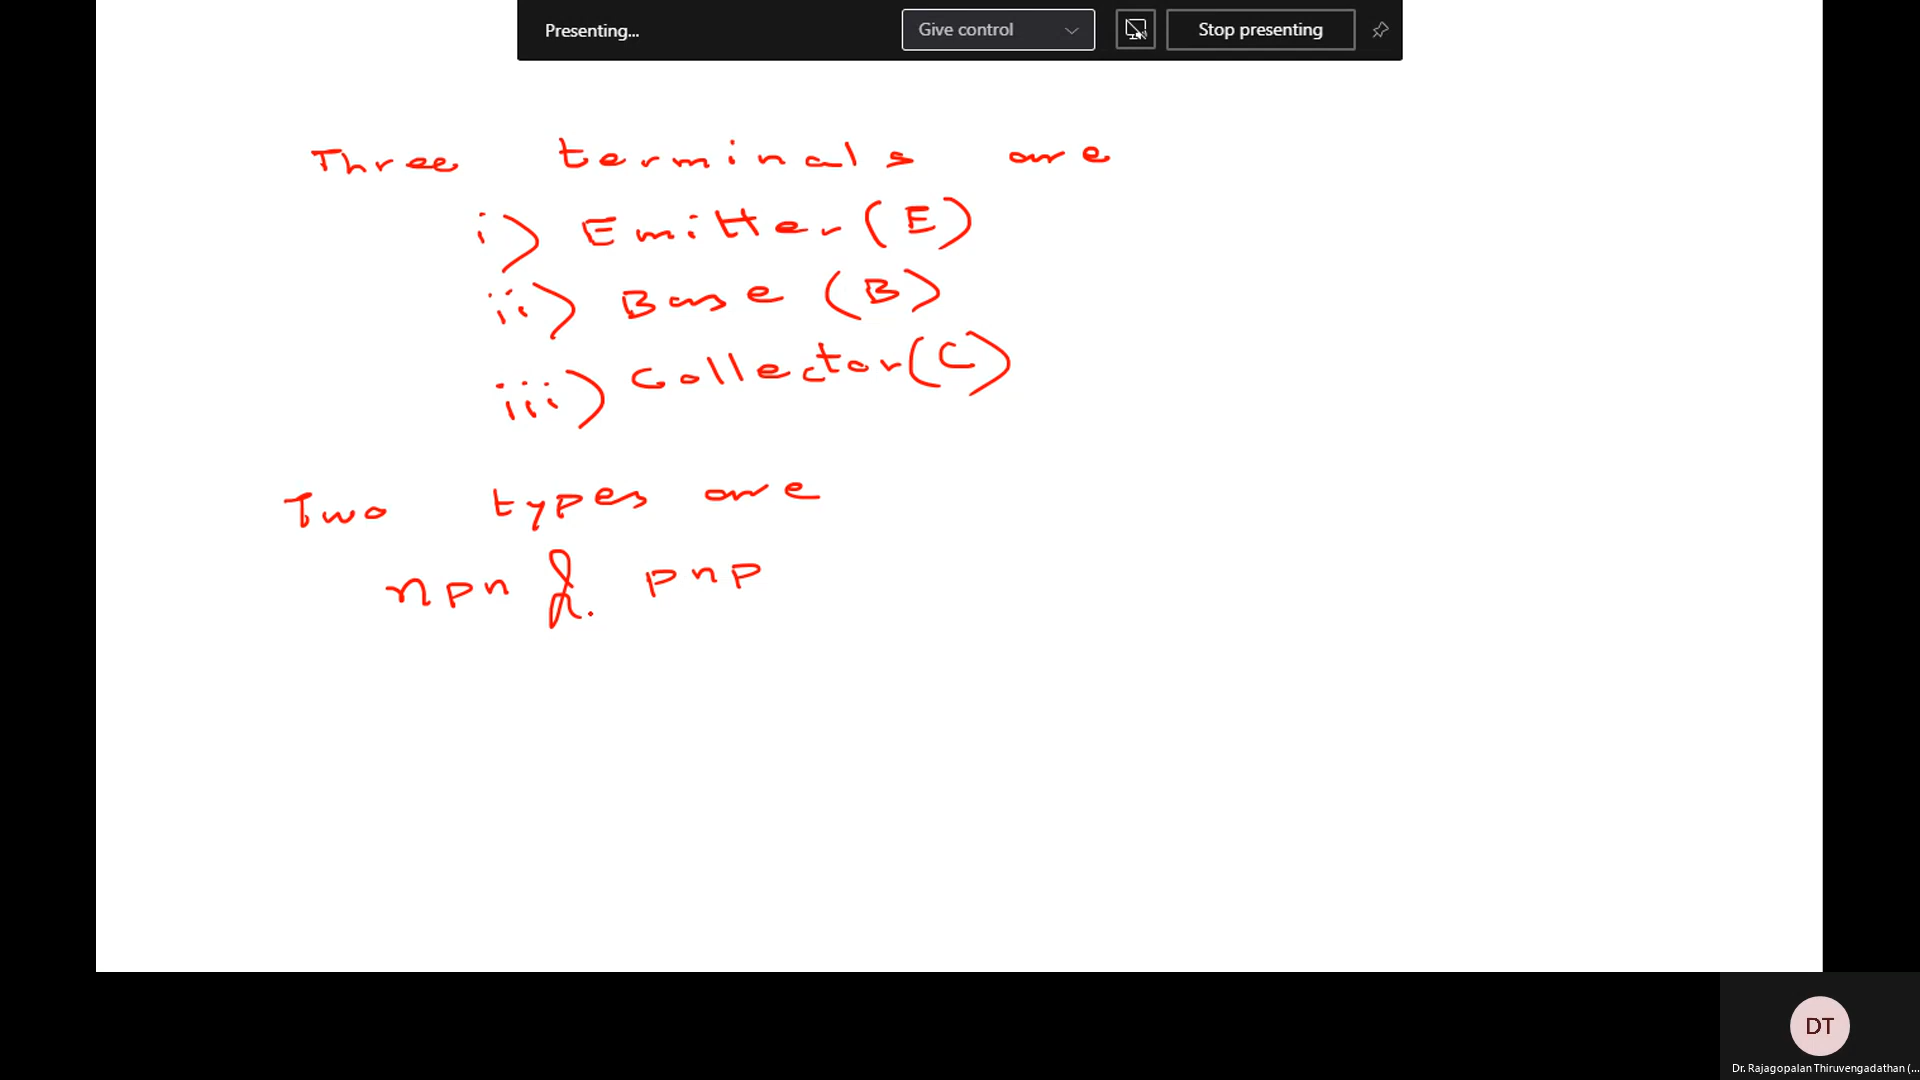 Presenting... Give control Stop presenting
Three terminals are
i) Emitter (E)
ii) Base (B)
iii) Collector (C)
Two types are
npn & pnp
DT
Dr. Rajagopalan Thiruvengadathan (...